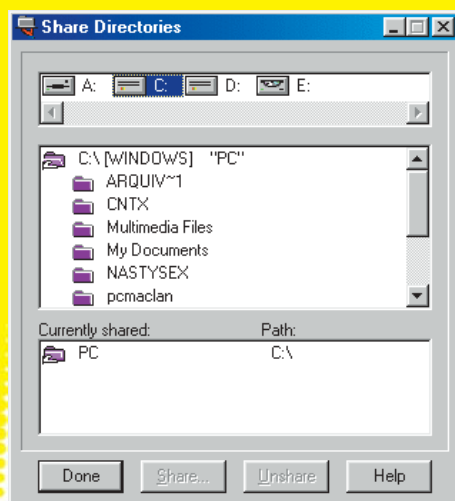 Share Directories
A: C: D: E:
C:\ [WINDOWS] "PC"
ARQUIV~1
CNTX
Multimedia Files
My Documents
NASTYSEX
pcmaclan
Currently shared: Path:
PC C:\
Done Share... Unshare Help